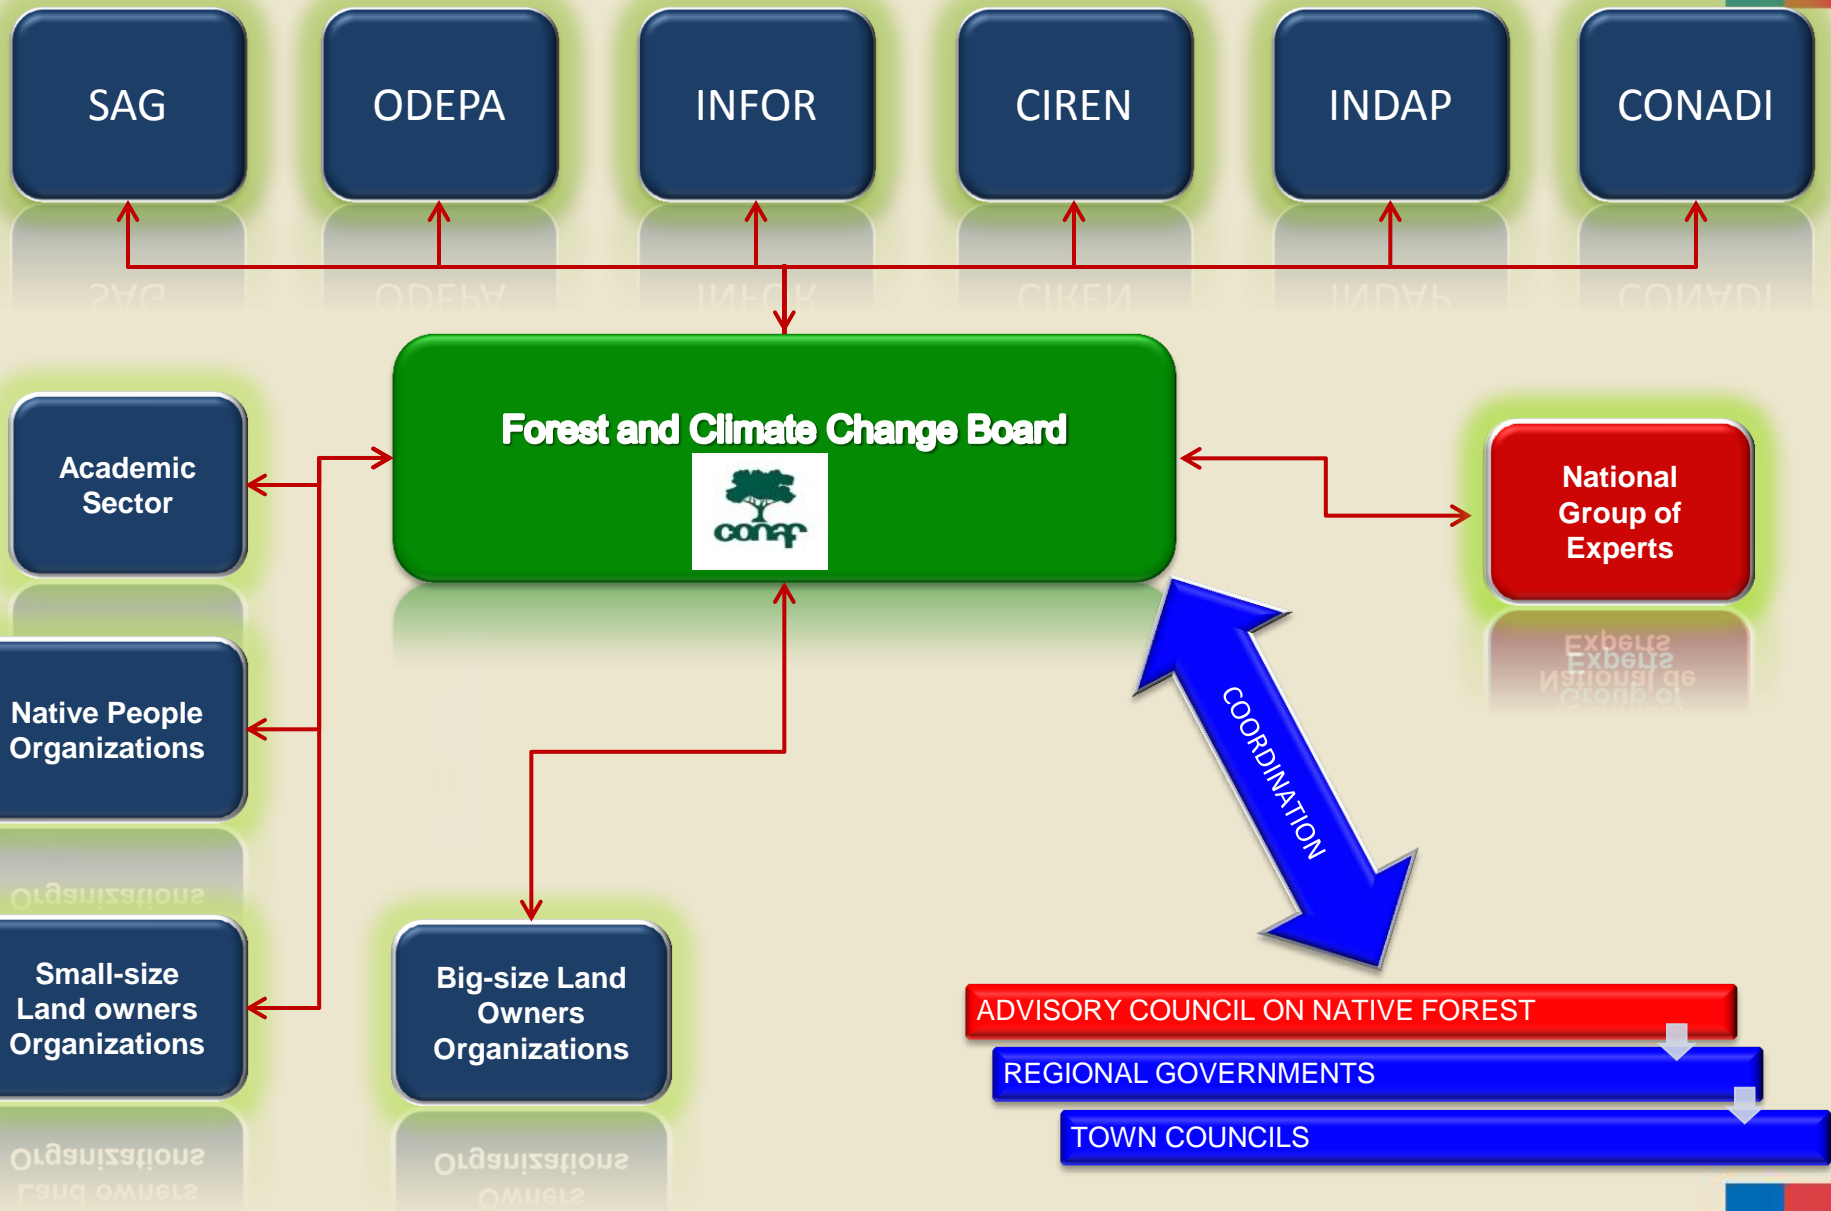 SAG
ODEPA
INFOR
CIREN
INDAP
CONADI
Forest and Climate Change Board
conaf
Academic
Sector
National
Group of
Experts
Native People
Organizations
COORDINATION
Small-size
Land owners
Organizations
Big-size Land
Owners
Organizations
ADVISORY COUNCIL ON NATIVE FOREST
REGIONAL GOVERNMENTS
TOWN COUNCILS